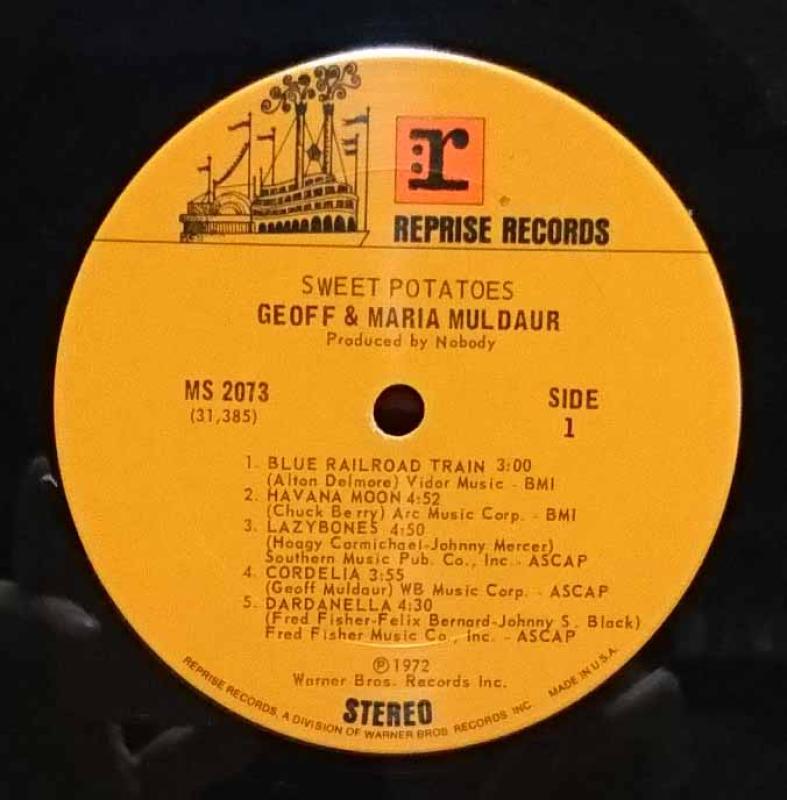 :r
REPRISE RECORDS
SWEET POTATOES
GEOFF & MARIA MULDAUR
Produced by Nobody
MS 2073
(31,385)
SIDE
1
1. BLUE RAILROAD TRAIN 3:00
(Alton Delmore) Vidor Music - BMI
2. HAVANA MOON 4:52
(Chuck Berry) Arc Music Corp. - BMI
3. LAZYBONES 4:50
(Hoagy Carmichael-Johnny Mercer)
Southern Music Pub. Co., Inc. - ASCAP
4. CORDELIA 3:55
(Geoff Muldaur) WB Music Corp. - ASCAP
5. DARDANELLA 4:30
(Fred Fisher-Felix Bernard-Johnny S. Black)
Fred Fisher Music Co., Inc. - ASCAP
℗1972
Warner Bros. Records Inc.
STEREO
REPRISE RECORDS, A DIVISION OF WARNER BROS. RECORDS INC. MADE IN U.S.A.